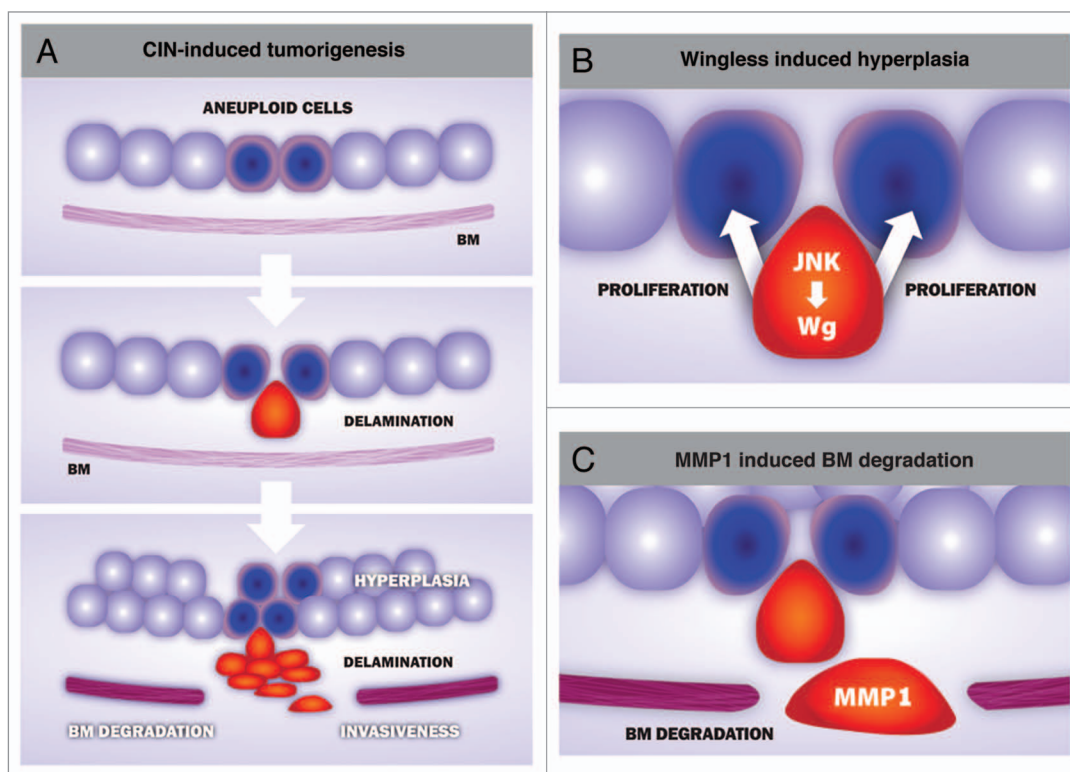 A
CIN-induced tumorigenesis
ANEUPLOID CELLS
BM
DELAMINATION
BM
HYPERPLASIA
DELAMINATION
BM DEGRADATION
INVASIVENESS
B
Wingless induced hyperplasia
JNK
Wg
PROLIFERATION
PROLIFERATION
C
MMP1 induced BM degradation
MMP1
BM DEGRADATION